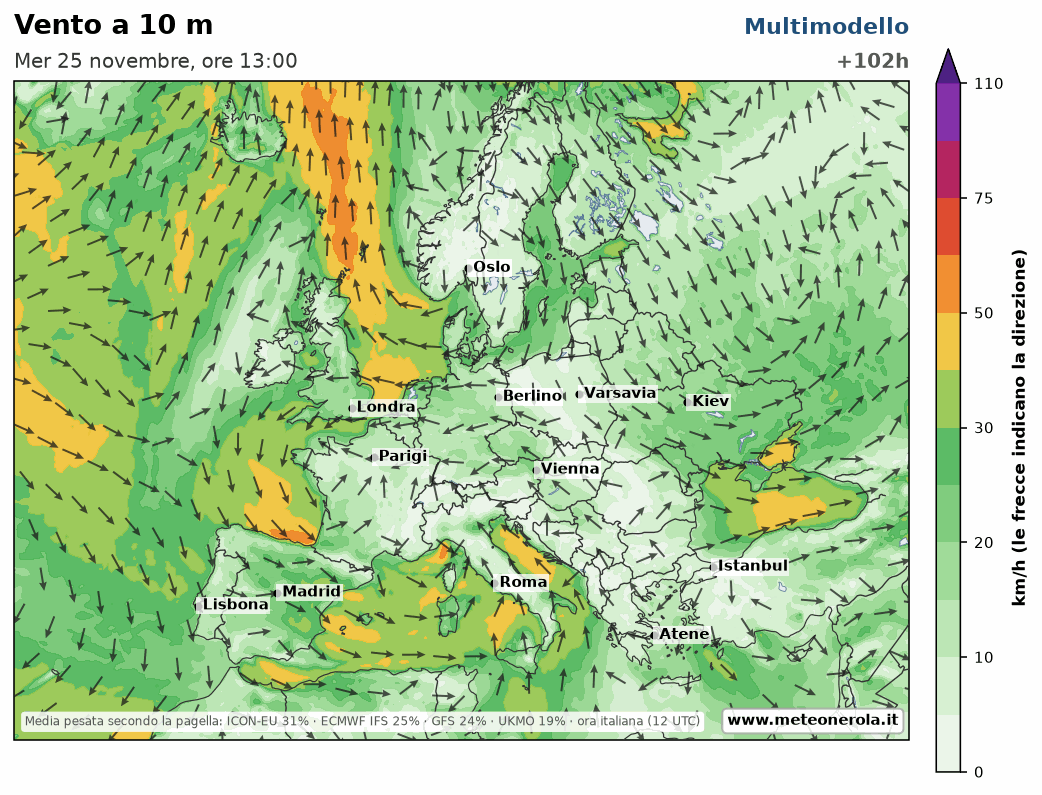 Vento a 10 m
Multimodello
Mer 25 novembre, ore 13:00
+102h
110
75
50
30
20
10
0
km/h (le frecce indicano la direzione)
Oslo
Londra
Berlino
Varsavia
Kiev
Parigi
Vienna
Istanbul
Roma
Madrid
Lisbona
Atene
Media pesata secondo la pagella: ICON-EU 31% · ECMWF IFS 25% · GFS 24% · UKMO 19% · ora italiana (12 UTC)
www.meteonerola.it